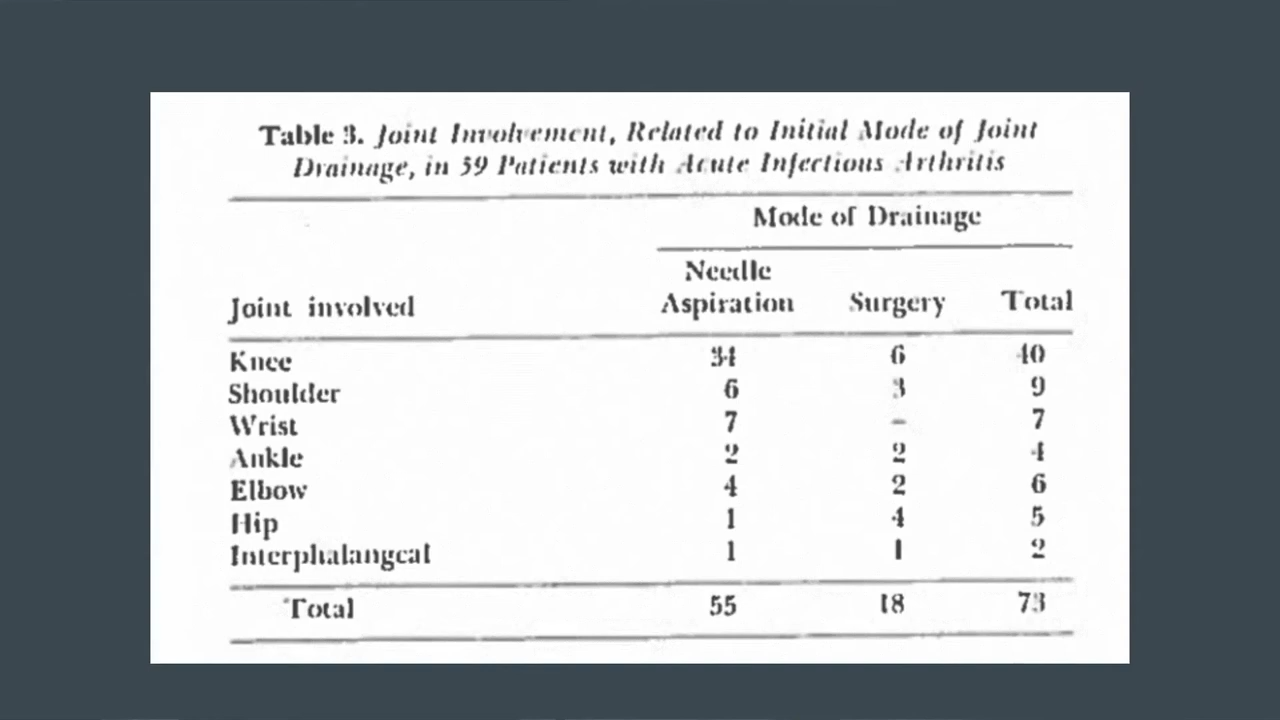 Table 3. Joint Involvement, Related to Initial Mode of Joint
Drainage, in 59 Patients with Acute Infectious Arthritis
Mode of Drainage
Needle
Joint involved Aspiration Surgery Total
Knee 34 6 40
Shoulder 6 3 9
Wrist 7 – 7
Ankle 2 2 4
Elbow 4 2 6
Hip 1 4 5
Interphalangeal 1 1 2
Total 55 18 73